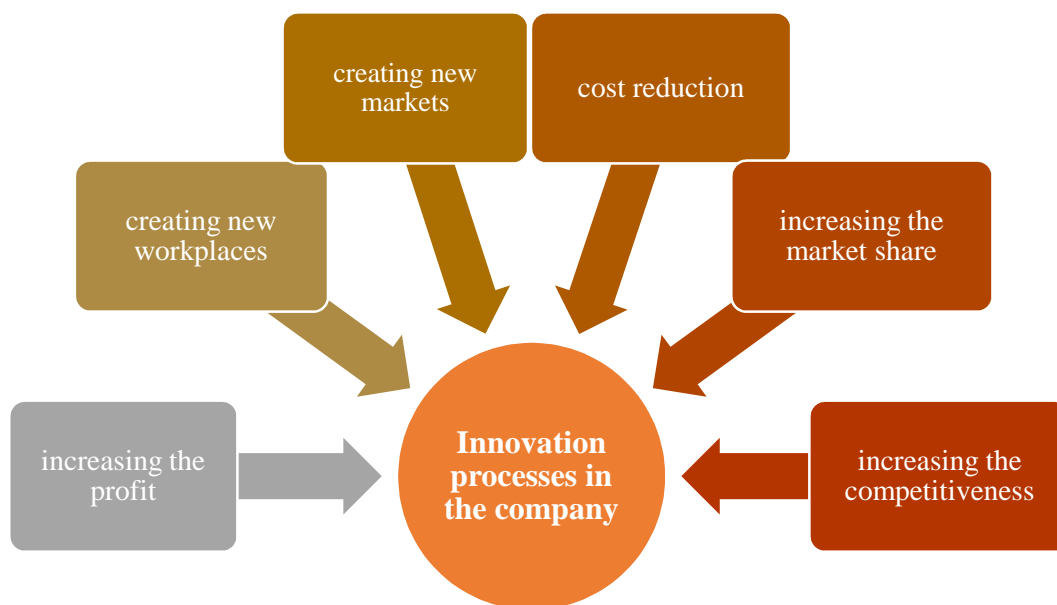 creating new
markets
cost reduction
creating new
workplaces
increasing the
market share
increasing the
profit
Innovation
processes in
the company
increasing the
competitiveness